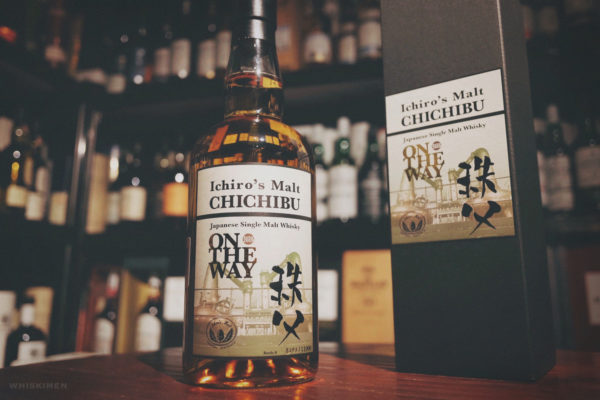 Ichiro's Malt
CHICHIBU
Japanese Single Malt Whisky
ON
THE
WAY
秩父
Ichiro's Malt
CHICHIBU
Japanese Single Malt Whisky
ON
THE
WAY
秩父
WHISKIMEN